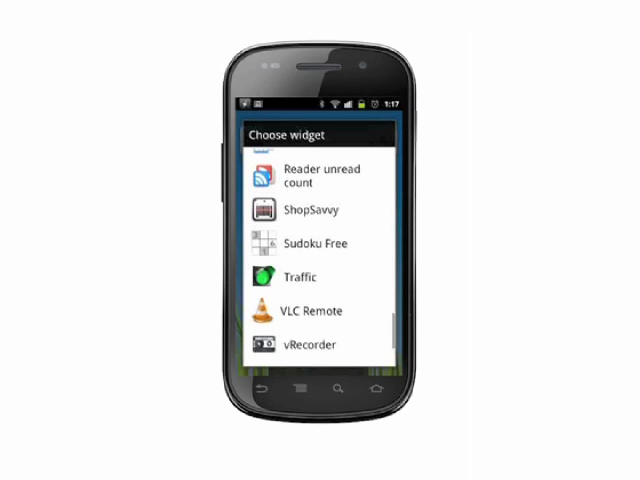 1:17
Choose widget
Reader unread
count
ShopSavvy
Sudoku Free
Traffic
VLC Remote
vRecorder